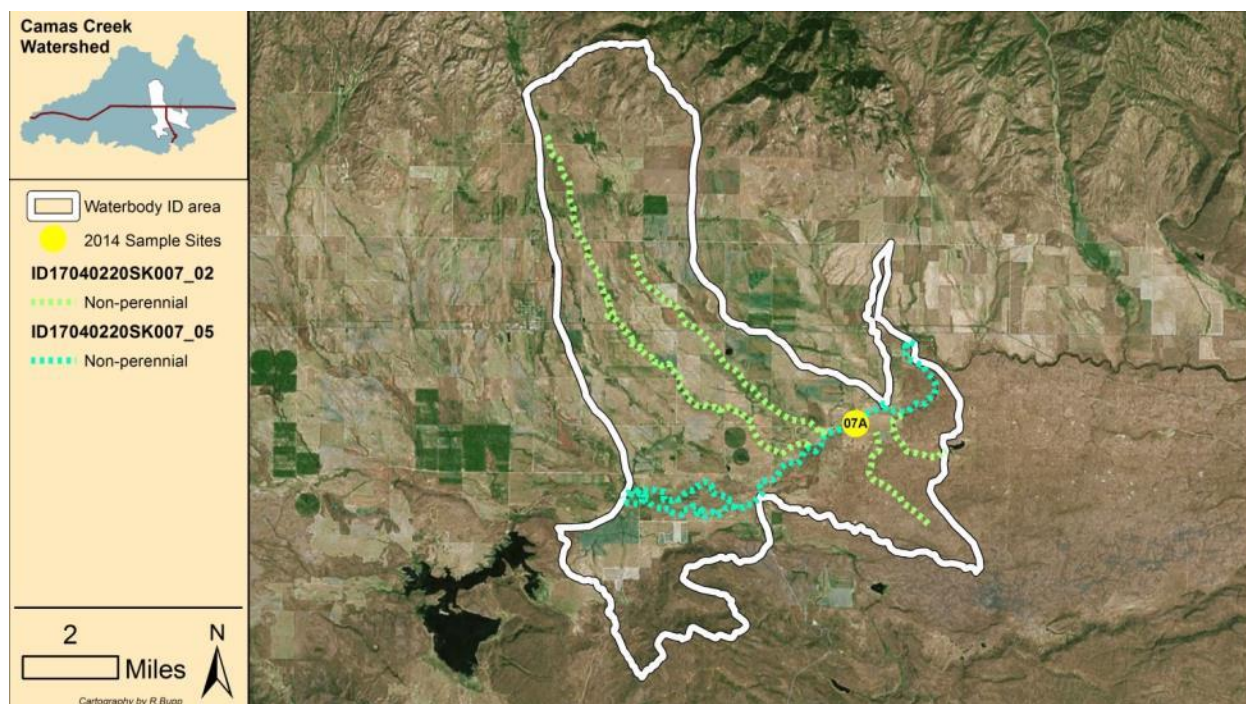 Camas Creek
Watershed
Waterbody ID area
2014 Sample Sites
ID17040220SK007_02
Non-perennial
ID17040220SK007_05
Non-perennial
2
Miles
N
Cartography by R.Bupp
07A